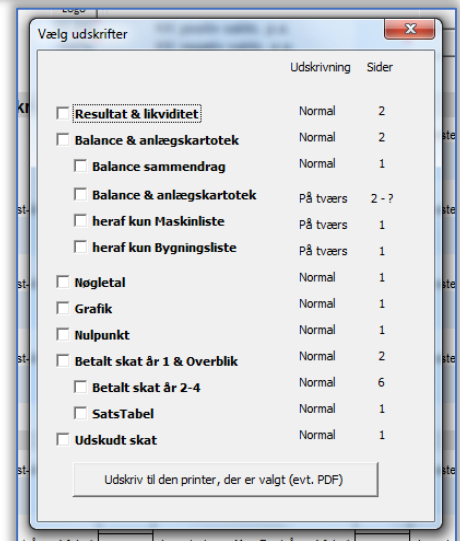 Logo
Vælg udskrifter
Udskrivning Sider
Resultat & likviditet Normal 2
Balance & anlægskartotek Normal 2
Balance sammendrag Normal 1
Balance & anlægskartotek På tværs 2 - ?
heraf kun Maskinliste På tværs 1
heraf kun Bygningsliste På tværs 1
Nøgletal Normal 1
Grafik Normal 1
Nulpunkt Normal 1
Betalt skat år 1 & Overblik Normal 2
Betalt skat år 2-4 Normal 6
SatsTabel Normal 1
Udskudt skat Normal 1
Udskriv til den printer, der er valgt (evt. PDF)